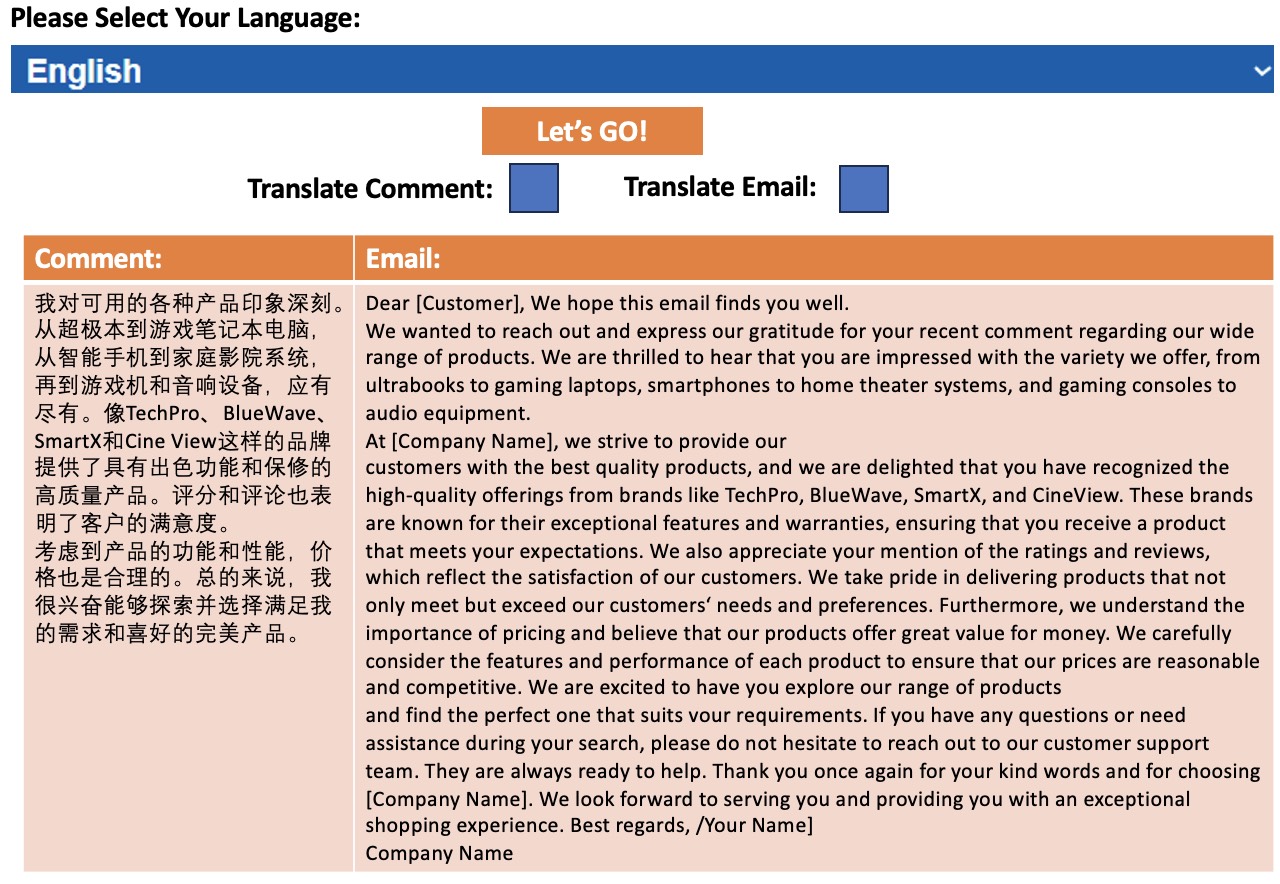 Please Select Your Language:
English
Let's GO!
Translate Comment:
Translate Email:
Comment:
我对可用的各种产品印象深刻。
从超极本到游戏笔记本电脑，
从智能手机到家庭影院系统，
再到游戏机和音响设备，应有
尽有。像TechPro、BlueWave、
SmartX和Cine View这样的品牌
提供了具有出色功能和保修的
高质量产品。评分和评论也表
明了客户的满意度。
考虑到产品的功能和性能，价
格也是合理的。总的来说，我
很兴奋能够探索并选择满足我
的需求和喜好的完美产品。
Email:
Dear [Customer], We hope this email finds you well.
We wanted to reach out and express our gratitude for your recent comment regarding our wide
range of products. We are thrilled to hear that you are impressed with the variety we offer, from
ultrabooks to gaming laptops, smartphones to home theater systems, and gaming consoles to
audio equipment.
At [Company Name], we strive to provide our
customers with the best quality products, and we are delighted that you have recognized the
high-quality offerings from brands like TechPro, BlueWave, SmartX, and CineView. These brands
are known for their exceptional features and warranties, ensuring that you receive a product
that meets your expectations. We also appreciate your mention of the ratings and reviews,
which reflect the satisfaction of our customers. We take pride in delivering products that not
only meet but exceed our customers‘ needs and preferences. Furthermore, we understand the
importance of pricing and believe that our products offer great value for money. We carefully
consider the features and performance of each product to ensure that our prices are reasonable
and competitive. We are excited to have you explore our range of products
and find the perfect one that suits vour requirements. If you have any questions or need
assistance during your search, please do not hesitate to reach out to our customer support
team. They are always ready to help. Thank you once again for your kind words and for choosing
[Company Name]. We look forward to serving you and providing you with an exceptional
shopping experience. Best regards, /Your Name]
Company Name